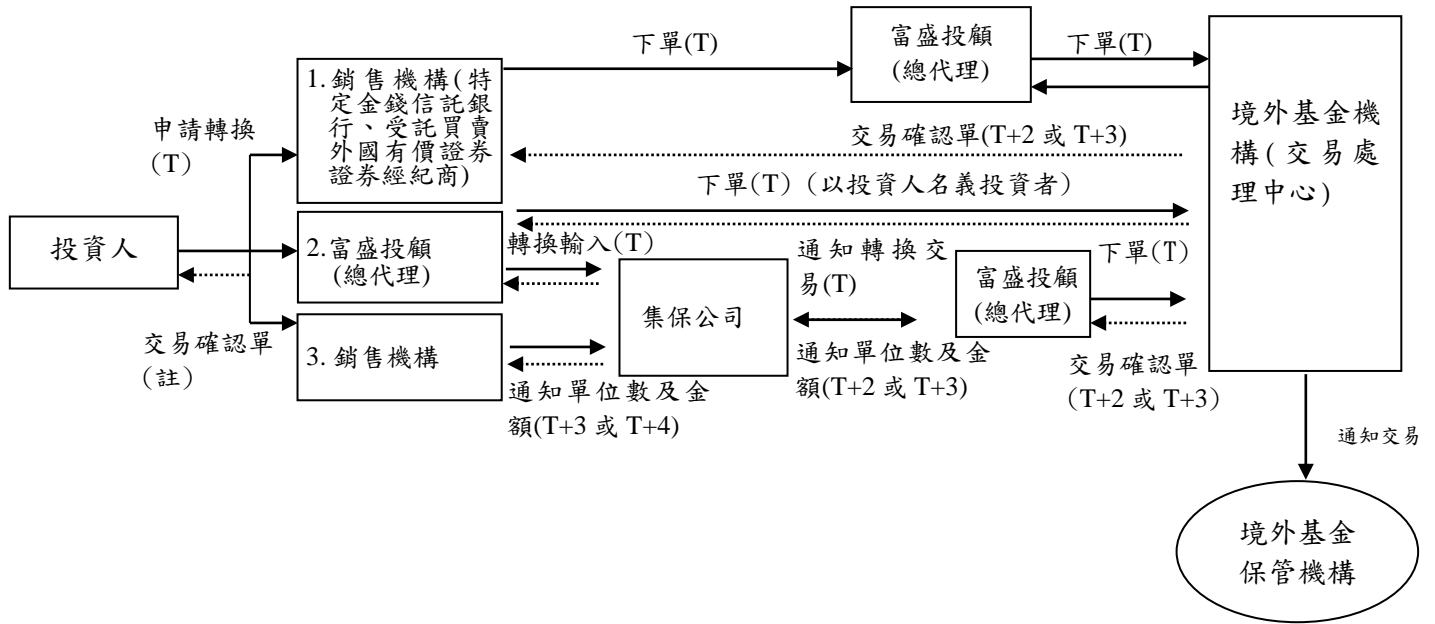 下單(T)
富盛投顧
(總代理)
下單(T)
1. 銷售機構(特
定金錢信託銀
行、受託買賣
外國有價證券
證券經紀商)
申請轉換
(T)
交易確認單(T+2 或 T+3)
境外基金機
構(交易處
理中心)
下單(T)（以投資人名義投資者）
投資人
2. 富盛投顧
(總代理)
轉換輸入(T)
通知轉換交
易(T)
富盛投顧
(總代理)
下單(T)
集保公司
交易確認單
（註）
3. 銷售機構
通知單位數及金
額(T+3 或 T+4)
通知單位數及金
額(T+2 或 T+3)
交易確認單
（T+2 或 T+3）
通知交易
境外基金
保管機構